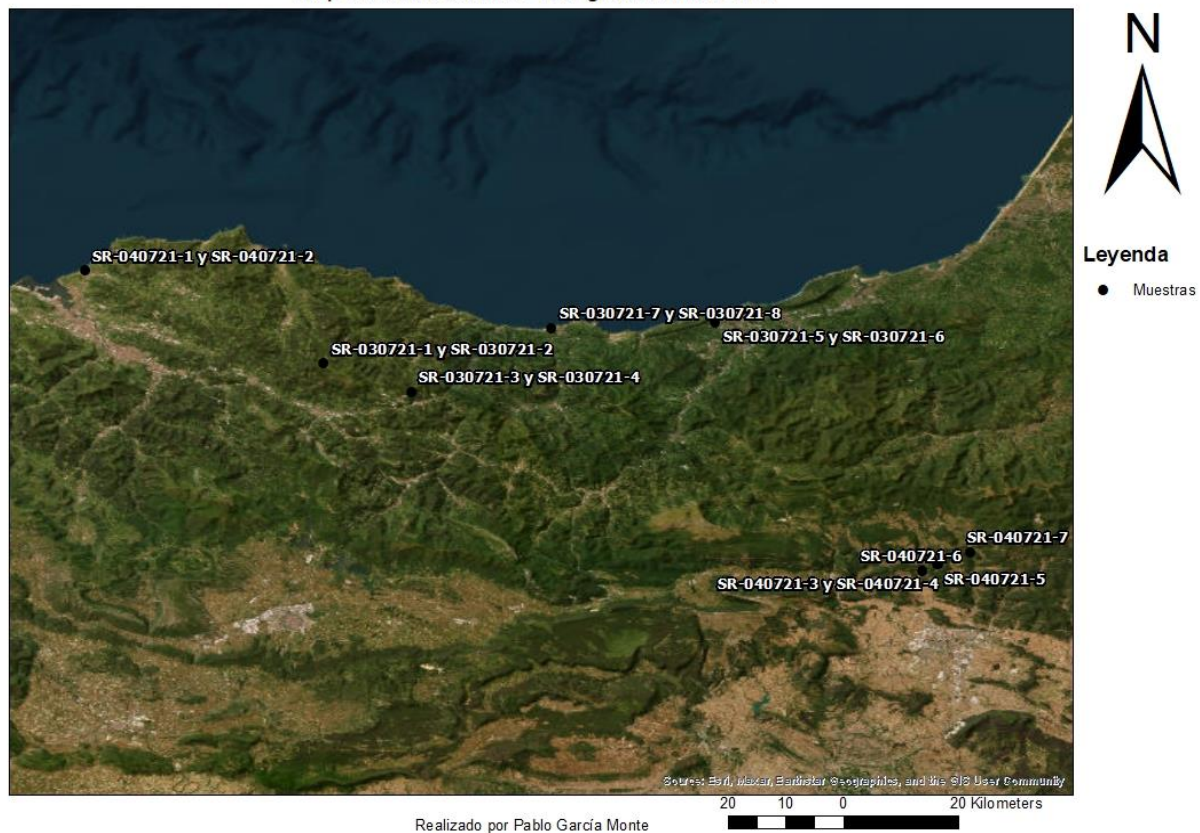 N
SR-040721-1 y SR-040721-2
Leyenda
Muestras
SR-030721-7 y SR-030721-8
SR-030721-5 y SR-030721-6
SR-030721-1 y SR-030721-2
SR-030721-3 y SR-030721-4
SR-040721-7
SR-040721-6
SR-040721-3 y SR-040721-4
SR-040721-5
Source: Esri, Maxar, Earthstar Geographics, and the GIS User Community
20 10 0 20 Kilometers
Realizado por Pablo García Monte